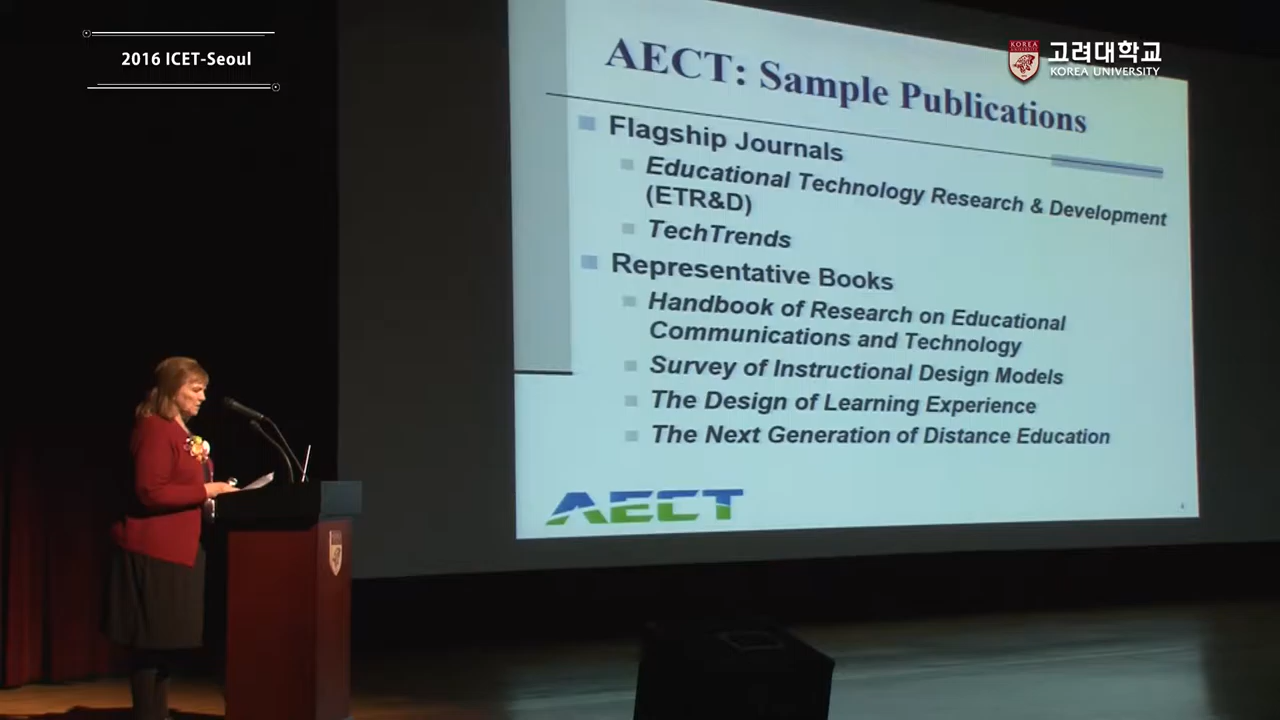 2016 ICET-Seoul
KOREA
고려대학교
KOREA UNIVERSITY
AECT: Sample Publications
Flagship Journals
Educational Technology Research & Development
(ETR&D)
TechTrends
Representative Books
Handbook of Research on Educational
Communications and Technology
Survey of Instructional Design Models
The Design of Learning Experience
The Next Generation of Distance Education
AECT